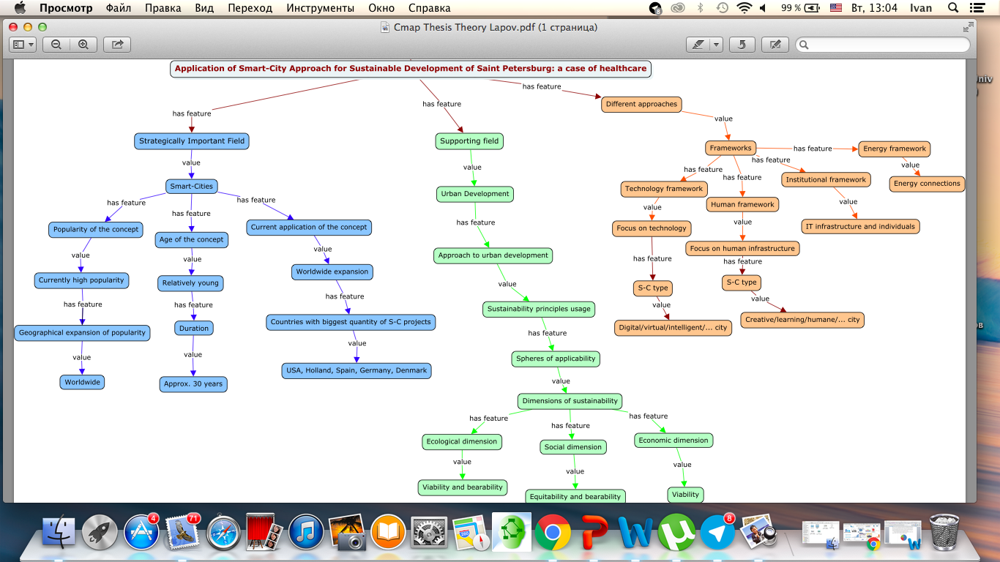 Просмотр Файл Правка Вид Переход Инструменты Окно Справка 8 99 % Вт, 13:04 Ivan
Cmap Thesis Theory Lapov.pdf (1 страница)
Application of Smart-City Approach for Sustainable Development of Saint Petersburg: a case of healthcare
has feature
has feature
has feature
Different approaches
value
Strategically Important Field
value
Smart-Cities
has feature
has feature
has feature
Popularity of the concept
Age of the concept
Current application of the concept
value
value
value
Currently high popularity
Relatively young
Worldwide expansion
has feature
has feature
has feature
Geographical expansion of popularity
Duration
Countries with biggest quantity of S-C projects
value
value
value
Worldwide
Approx. 30 years
USA, Holland, Spain, Germany, Denmark
Supporting field
value
Urban Development
has feature
Approach to urban development
value
Sustainability principles usage
has feature
Spheres of applicability
value
Dimensions of sustainability
has feature
has feature
has feature
Ecological dimension
Social dimension
Economic dimension
value
value
value
Viability and bearability
Equitability and bearability
Viability
Frameworks
has feature
Energy framework
value
Energy connections
has feature
has feature
has feature
Technology framework
Human framework
Institutional framework
value
value
value
Focus on technology
Focus on human infrastructure
IT infrastructure and individuals
has feature
has feature
S-C type
S-C type
value
value
Digital/virtual/intelligent/... city
Creative/learning/humane/... city
4
71
8